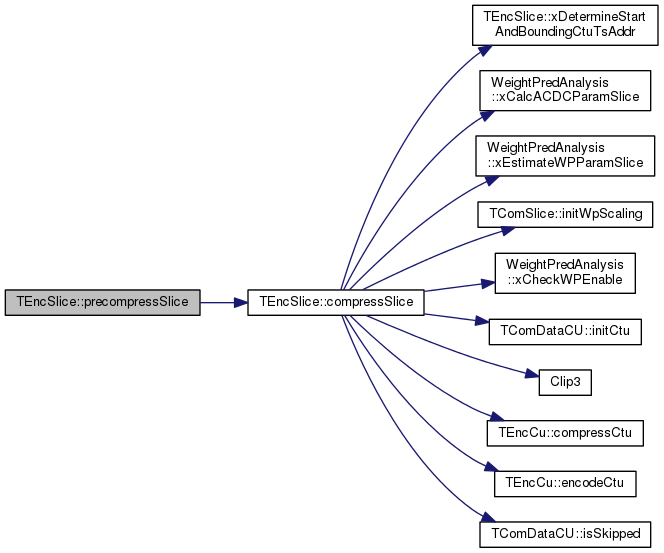 TEncSlice::xDetermineStart
AndBoundingCtuTsAddr
WeightPredAnalysis
::xCalcACDCParamSlice
WeightPredAnalysis
::xEstimateWPParamSlice
TComSlice::initWpScaling
WeightPredAnalysis
::xCheckWPEnable
TEncSlice::precompressSlice
TEncSlice::compressSlice
TComDataCU::initCtu
Clip3
TEncCu::compressCtu
TEncCu::encodeCtu
TComDataCU::isSkipped